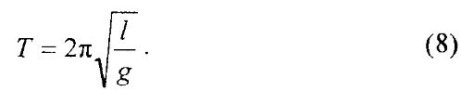 T = 2π√(l/g) . (8)